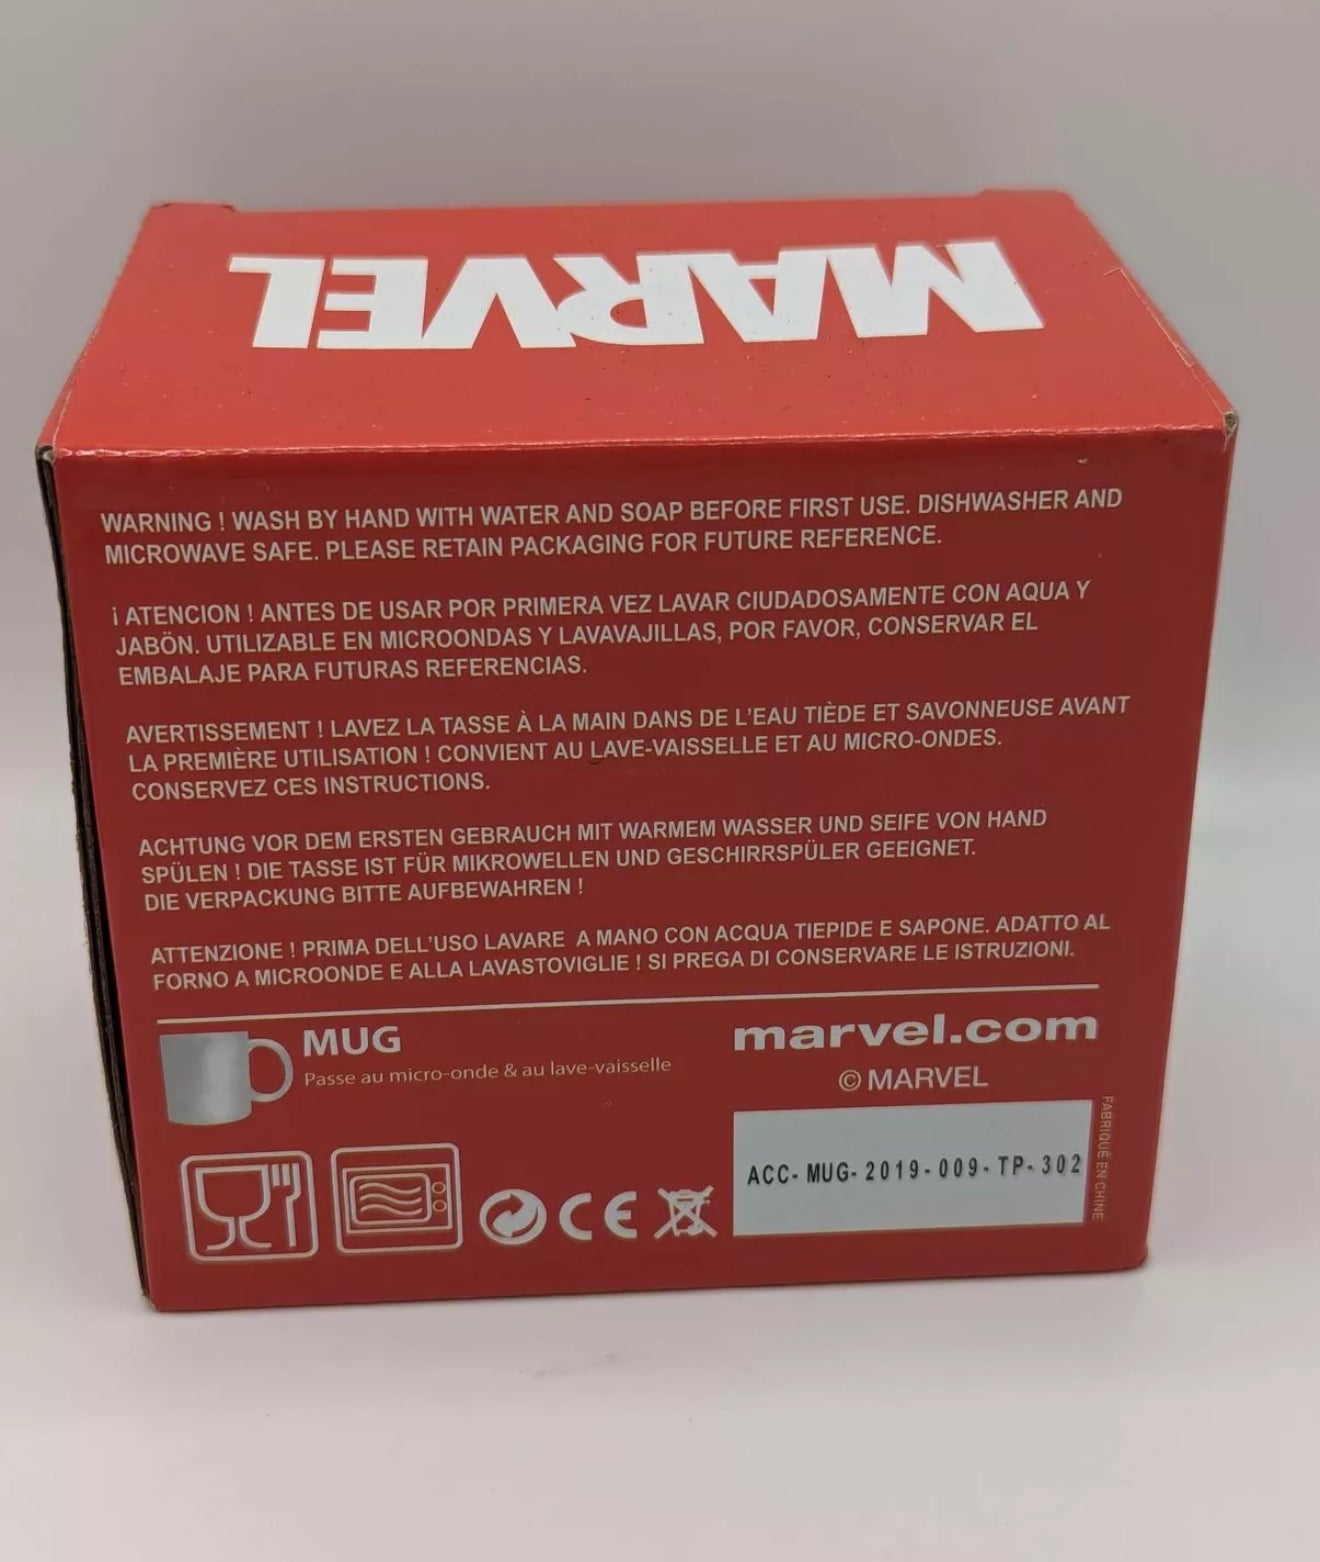 MARVEL
WARNING ! WASH BY HAND WITH WATER AND SOAP BEFORE FIRST USE. DISHWASHER AND
MICROWAVE SAFE. PLEASE RETAIN PACKAGING FOR FUTURE REFERENCE.
¡ ATENCION ! ANTES DE USAR POR PRIMERA VEZ LAVAR CIUDADOSAMENTE CON AQUA Y
JABÖN. UTILIZABLE EN MICROONDAS Y LAVAVAJILLAS, POR FAVOR, CONSERVAR EL
EMBALAJE PARA FUTURAS REFERENCIAS.
AVERTISSEMENT ! LAVEZ LA TASSE À LA MAIN DANS DE L'EAU TIÈDE ET SAVONNEUSE AVANT
LA PREMIÈRE UTILISATION ! CONVIENT AU LAVE-VAISSELLE ET AU MICRO-ONDES.
CONSERVEZ CES INSTRUCTIONS.
ACHTUNG VOR DEM ERSTEN GEBRAUCH MIT WARMEM WASSER UND SEIFE VON HAND
SPÜLEN ! DIE TASSE IST FÜR MIKROWELLEN UND GESCHIRRSPÜLER GEEIGNET.
DIE VERPACKUNG BITTE AUFBEWAHREN !
ATTENZIONE ! PRIMA DELL'USO LAVARE A MANO CON ACQUA TIEPIDE E SAPONE. ADATTO AL
FORNO A MICROONDE E ALLA LAVASTOVIGLIE ! SI PREGA DI CONSERVARE LE ISTRUZIONI.
MUG
Passe au micro-onde & au lave-vaisselle
marvel.com
© MARVEL
ACC- MUG- 2019-009-TP-302
FABRIQUÉ EN CHINE
CE